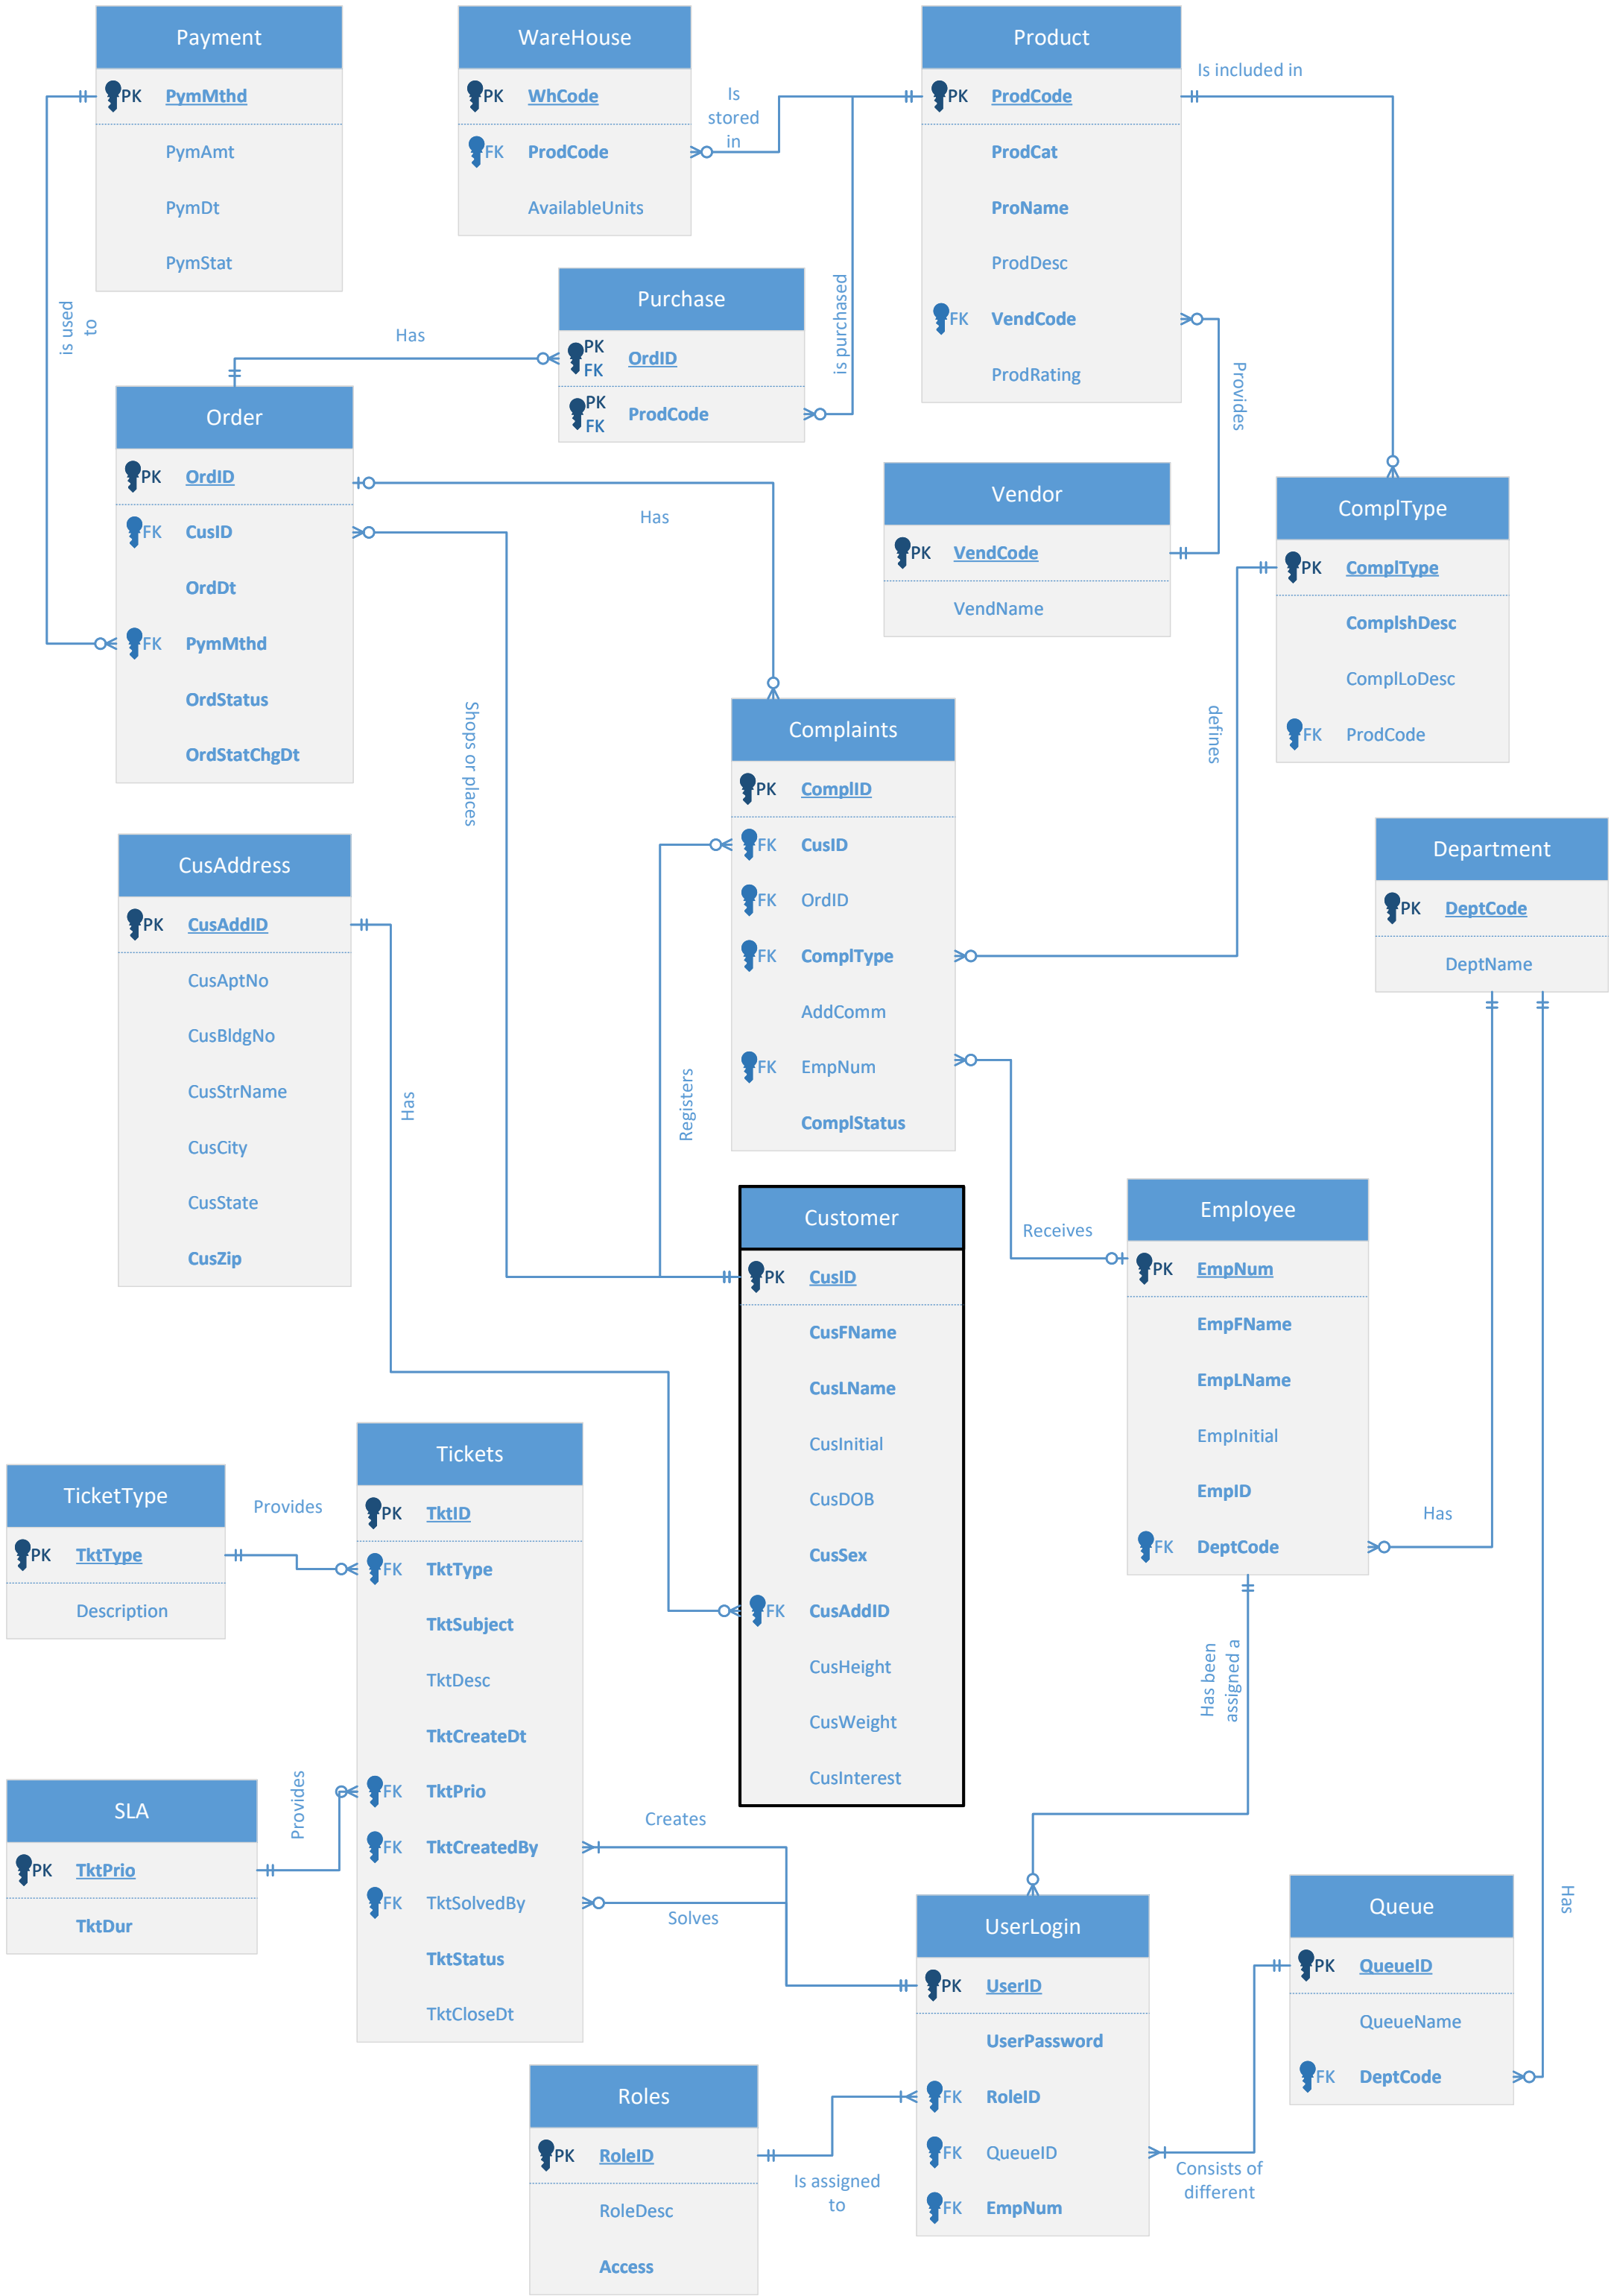 Payment
PK PymMthd
PymAmt
PymDt
PymStat
WareHouse
PK WhCode
FK ProdCode
AvailableUnits
Is
stored
in
Product
PK ProdCode
ProdCat
ProName
ProdDesc
FK VendCode
ProdRating
Is included in
is used
to
Has
Purchase
PK
FK OrdID
PK
FK ProdCode
is purchased
Provides
Order
PK OrdID
FK CusID
OrdDt
FK PymMthd
OrdStatus
OrdStatChgDt
Has
Shops or places
Vendor
PK VendCode
VendName
ComplType
PK ComplType
ComplshDesc
ComplLoDesc
FK ProdCode
defines
Complaints
PK ComplID
FK CusID
FK OrdID
FK ComplType
AddComm
FK EmpNum
ComplStatus
Registers
CusAddress
PK CusAddID
CusAptNo
CusBldgNo
CusStrName
CusCity
CusState
CusZip
Has
Department
PK DeptCode
DeptName
Customer
PK CusID
CusFName
CusLName
CusInitial
CusDOB
CusSex
FK CusAddID
CusHeight
CusWeight
CusInterest
Receives
Employee
PK EmpNum
EmpFName
EmpLName
EmpInitial
EmpID
FK DeptCode
Has
Has been
assigned a
TicketType
PK TktType
Description
Provides
Tickets
PK TktID
FK TktType
TktSubject
TktDesc
TktCreateDt
FK TktPrio
FK TktCreatedBy
FK TktSolvedBy
TktStatus
TktCloseDt
SLA
PK TktPrio
TktDur
Provides
Creates
Solves
UserLogin
PK UserID
UserPassword
FK RoleID
FK QueueID
FK EmpNum
Queue
PK QueueID
QueueName
FK DeptCode
Has
Consists of
different
Roles
PK RoleID
RoleDesc
Access
Is assigned
to